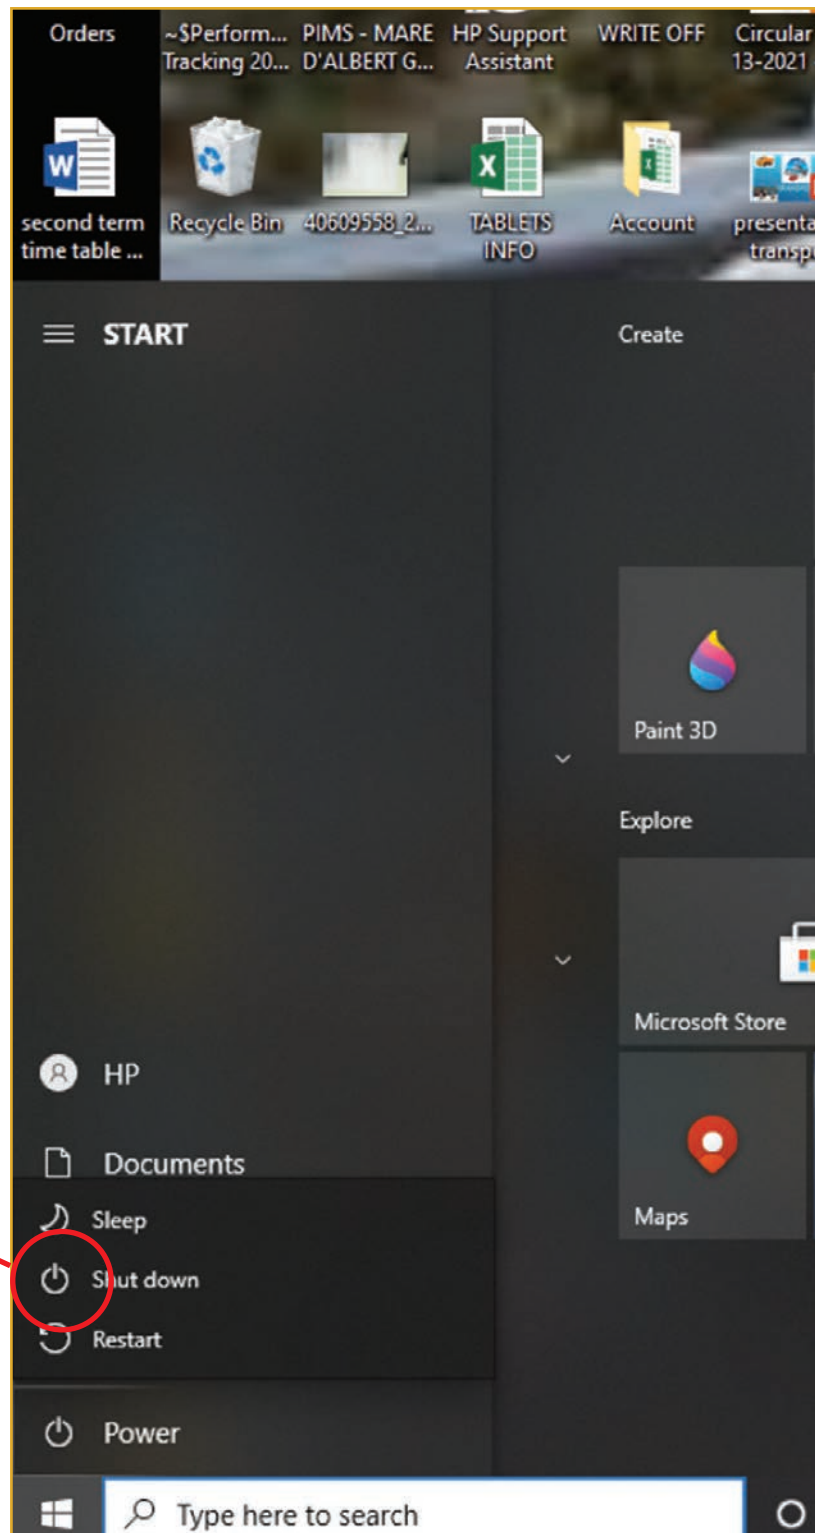 Orders
~$Perform...
Tracking 20...
PIMS - MARE
D'ALBERT G...
HP Support
Assistant
WRITE OFF
Circular
13-2021
second term
time table ...
Recycle Bin
40609558_2...
TABLETS
INFO
Account
presenta
transp
START
Create
Paint 3D
Explore
Microsoft Store
HP
Documents
Maps
Sleep
Shut down
Restart
Power
Type here to search